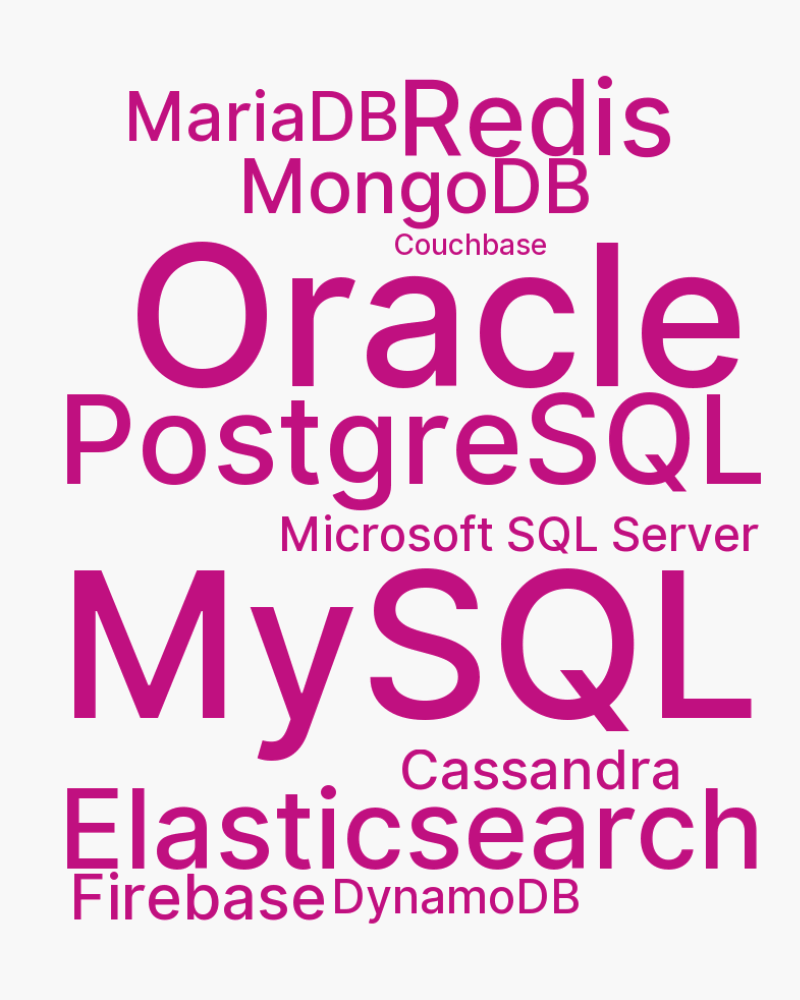 MariaDB Redis
MongoDB
Couchbase
Oracle
PostgreSQL
Microsoft SQL Server
MySQL
Cassandra
Elasticsearch
Firebase DynamoDB